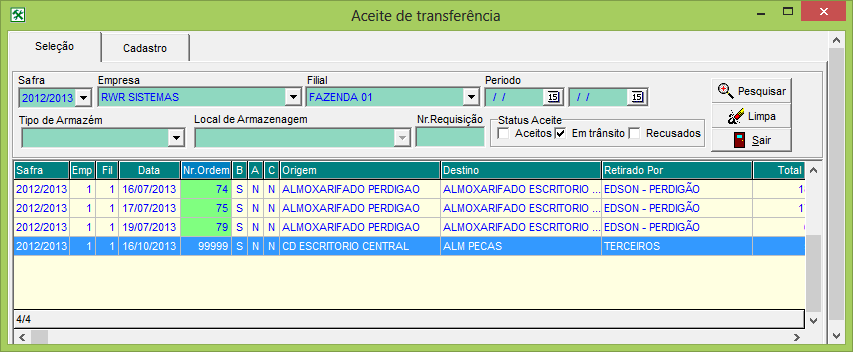 Aceite de transferência
Seleção Cadastro
Safra Empresa Filial Periodo
2012/2013 RWR SISTEMAS FAZENDA 01 / / 15 / / 15 Pesquisar
Tipo de Armazém Local de Armazenagem Nr.Requisição Status Aceite Limpa
Aceitos Em trânsito Recusados Sair
Safra Emp Fil Data Nr.Ordem B A C Origem Destino Retirado Por Total
2012/2013 1 1 16/07/2013 74 S N N ALMOXARIFADO PERDIGAO ALMOXARIFADO ESCRITORIO ... EDSON - PERDIGÃO
2012/2013 1 1 17/07/2013 75 S N N ALMOXARIFADO PERDIGAO ALMOXARIFADO ESCRITORIO ... EDSON - PERDIGÃO
2012/2013 1 1 19/07/2013 79 S N N ALMOXARIFADO PERDIGAO ALMOXARIFADO ESCRITORIO ... EDSON - PERDIGÃO
2012/2013 1 1 16/10/2013 99999 S N N CD ESCRITORIO CENTRAL ALM PECAS TERCEIROS
4/4